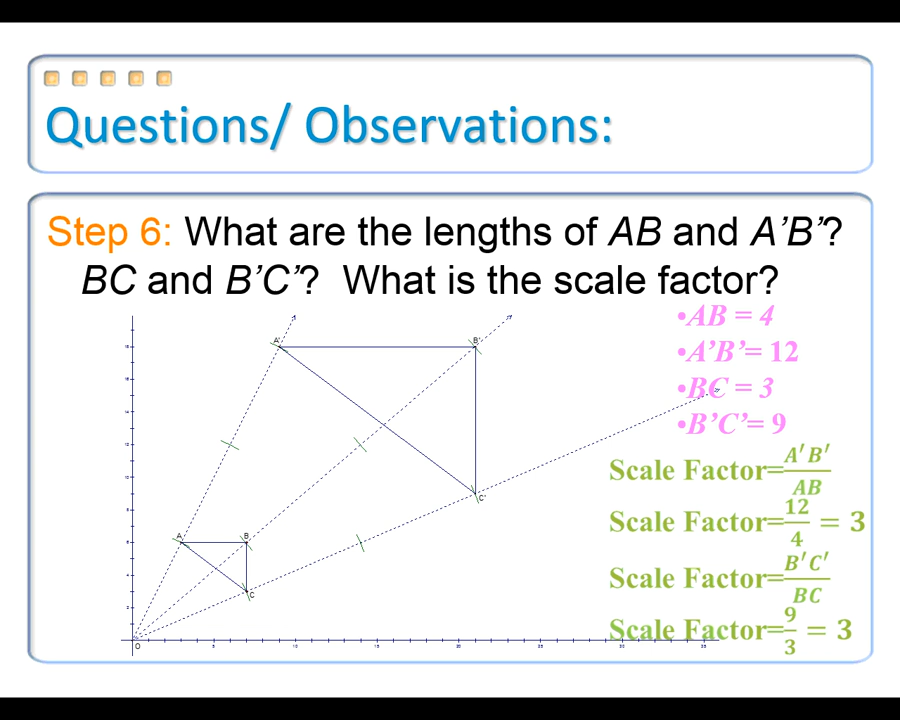 Questions/ Observations:
Step 6: What are the lengths of AB and A’B’?
BC and B’C’?  What is the scale factor?
•AB = 4
•A’B’= 12
•BC = 3
•B’C’= 9
Scale Factor=A′B′/AB
Scale Factor=12/4 = 3
Scale Factor=B′C′/BC
Scale Factor=9/3 = 3
A'
B'
C'
A
B
C
O